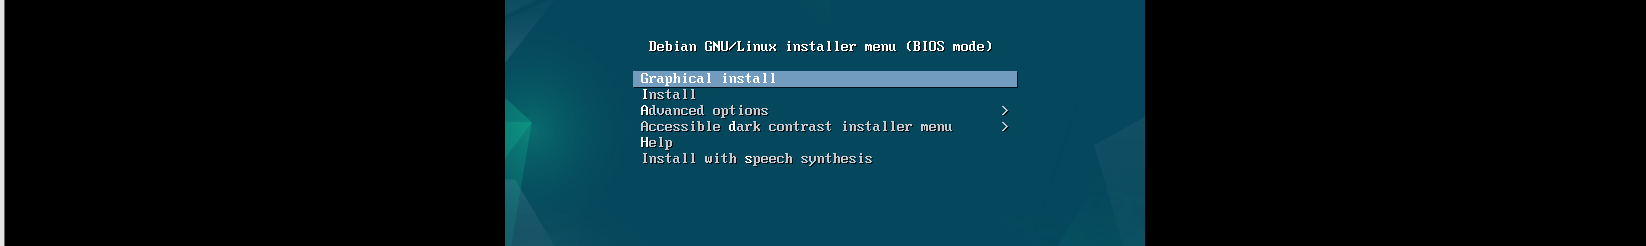 Debian GNU/Linux installer menu (BIOS mode)
Graphical install
Install
Advanced options >
Accessible dark contrast installer menu >
Help
Install with speech synthesis